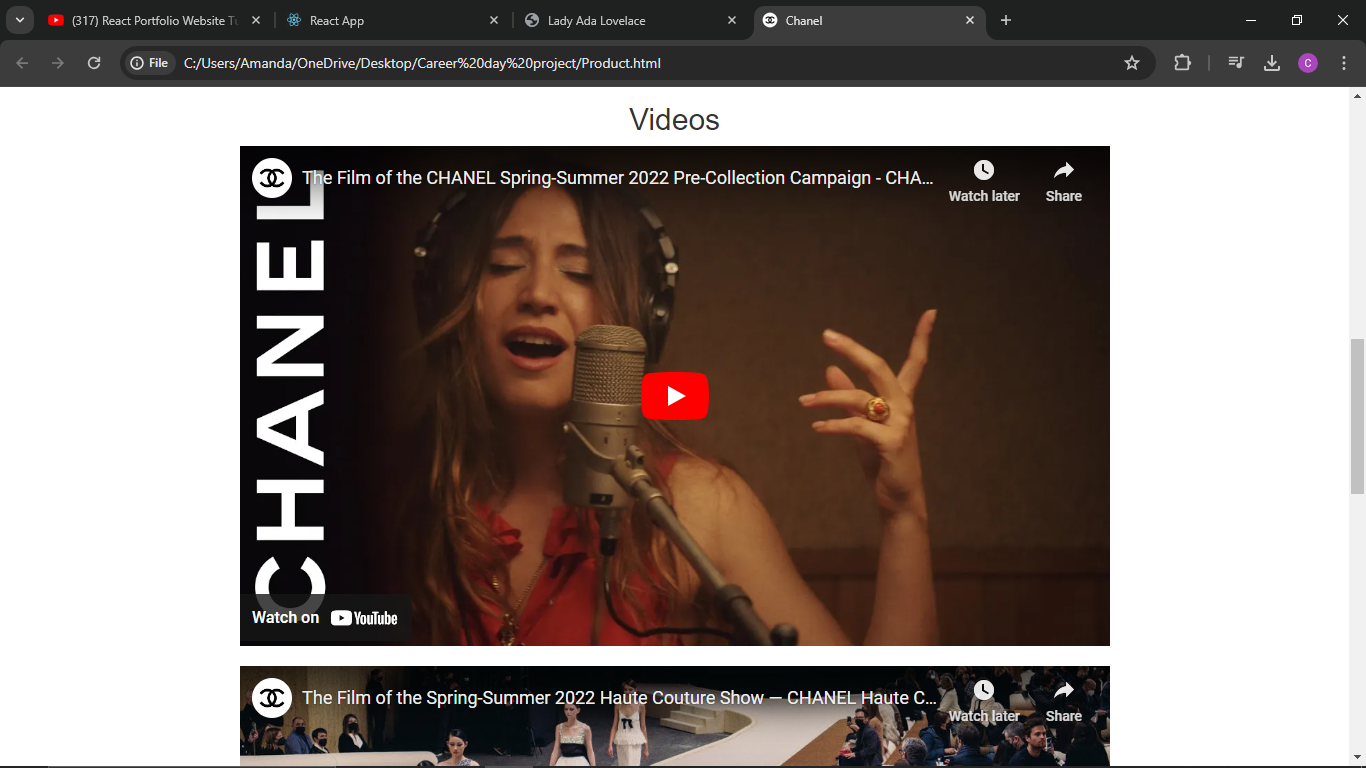 (317) React Portfolio Website Tu
React App
Lady Ada Lovelace
Chanel
File
C:/Users/Amanda/OneDrive/Desktop/Career%20day%20project/Product.html
C
Videos
The Film of the CHANEL Spring-Summer 2022 Pre-Collection Campaign - CHA...
Watch later
Share
CHANEL
Watch on YouTube
The Film of the Spring-Summer 2022 Haute Couture Show — CHANEL Haute C...
Watch later
Share